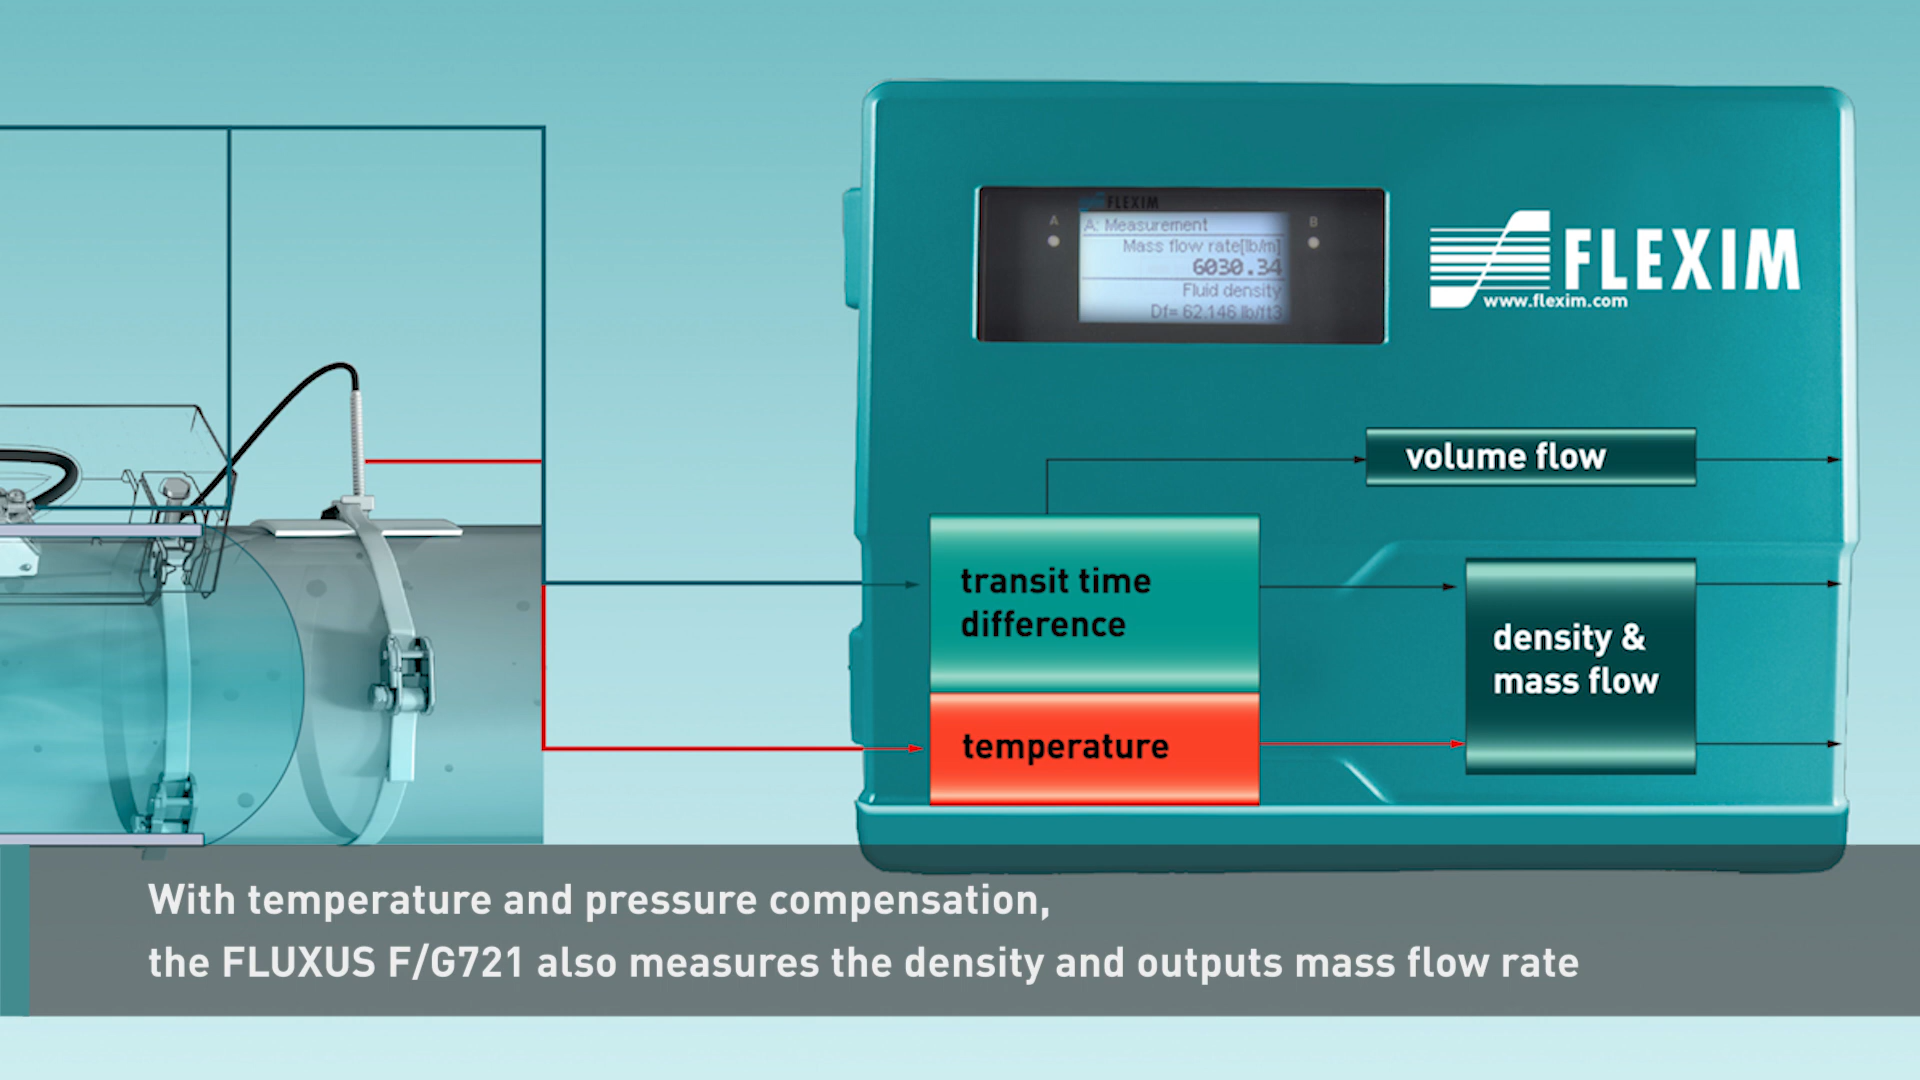 FLEXIM
A
B
A: Measurement
Mass flow rate[lb/m]
6030.34
Fluid density
Df= 62.146 lb/ft3
FLEXIM
www.flexim.com
volume flow
transit time
difference
density &
mass flow
temperature
With temperature and pressure compensation,
the FLUXUS F/G721 also measures the density and outputs mass flow rate